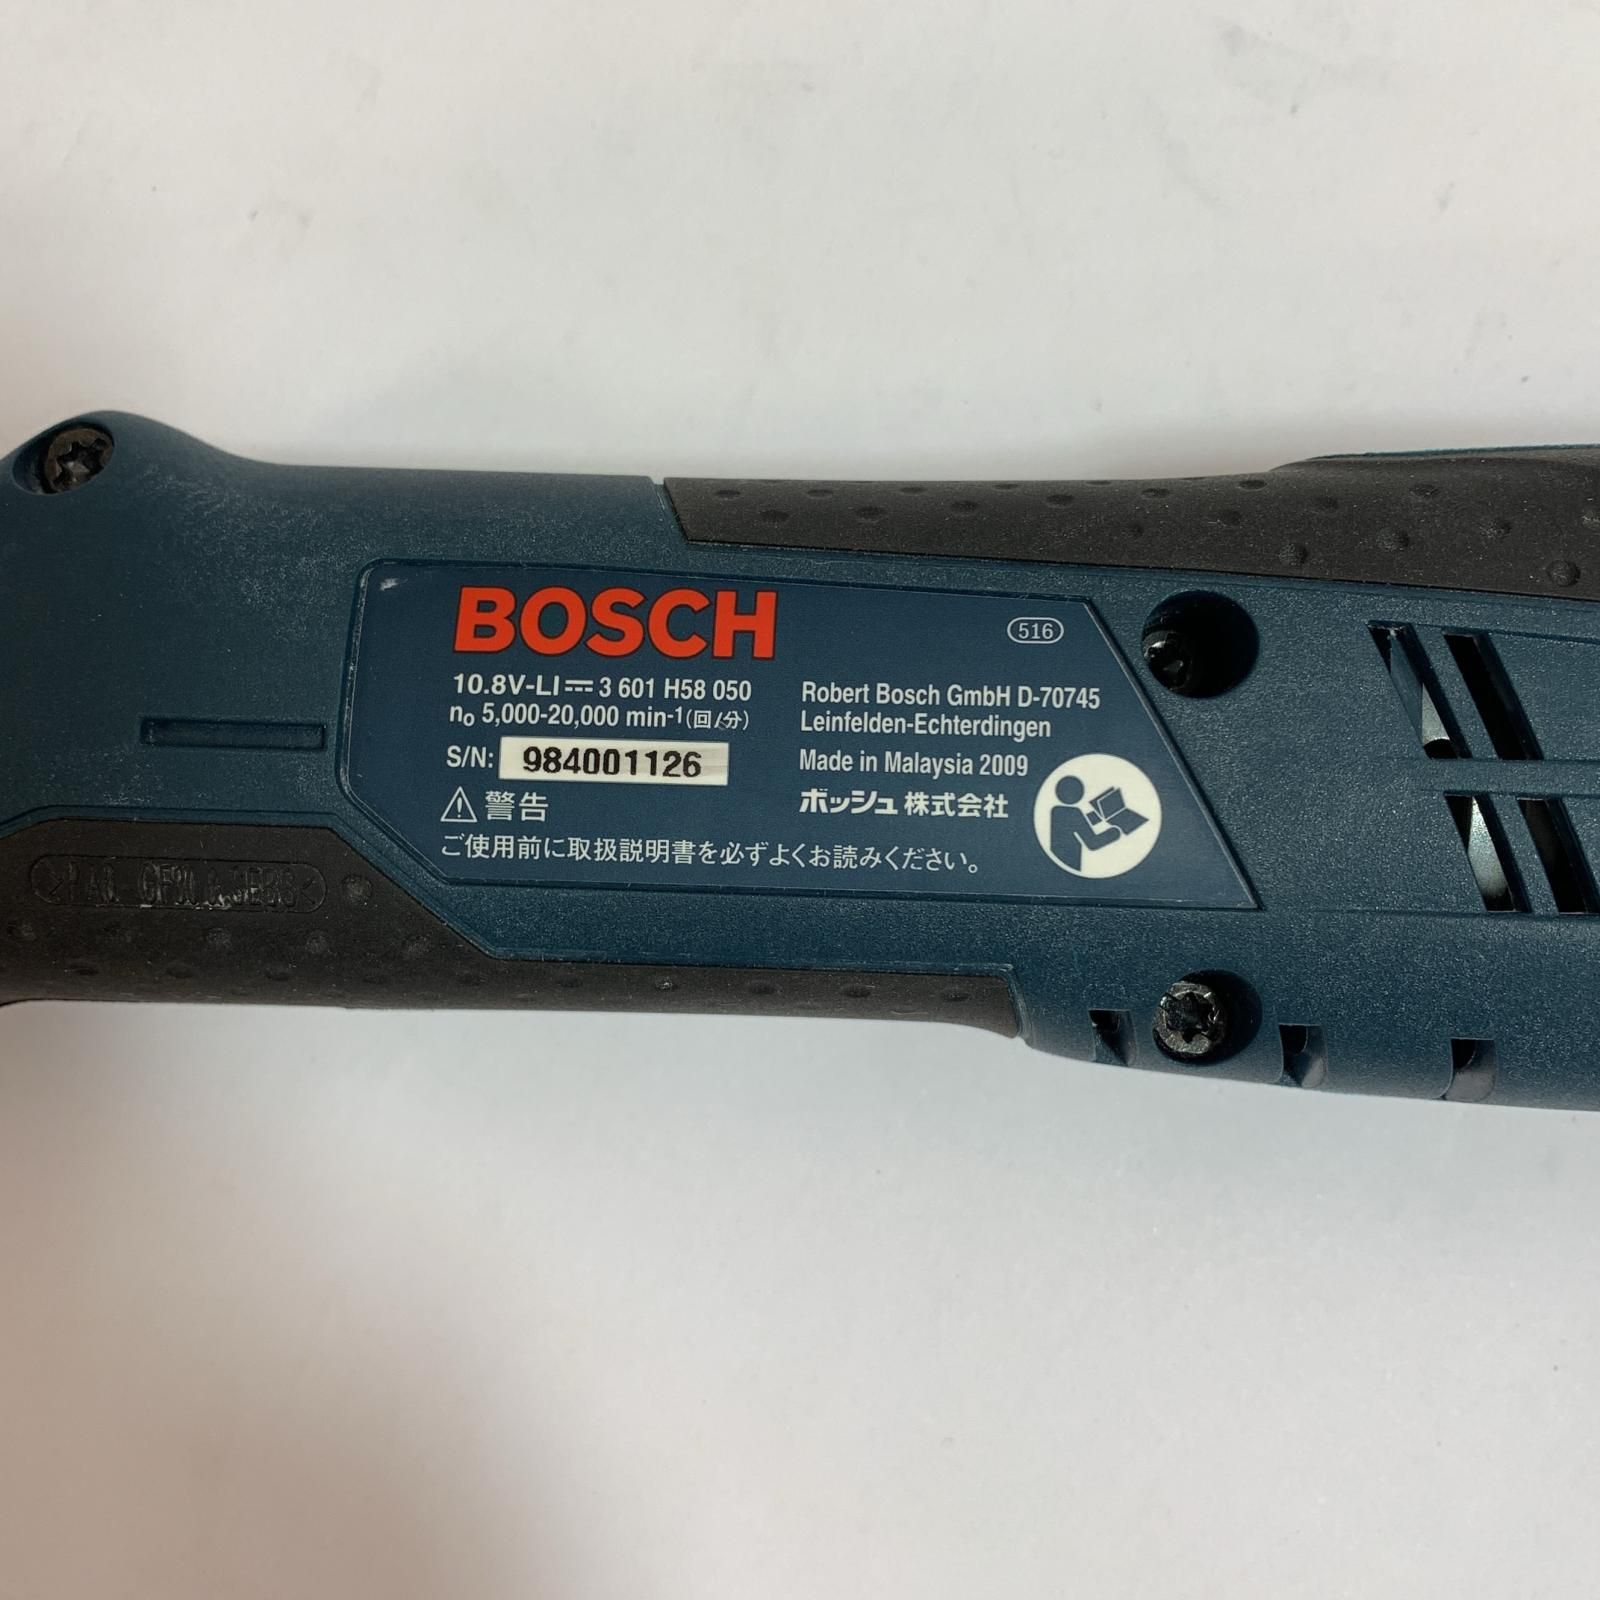 BOSCH
516
10.8V-LI 3 601 H58 050
n₀ 5,000-20,000 min⁻¹(回/分)
S/N: 984001126
警告
ご使用前に取扱説明書を必ずよくお読みください。
Robert Bosch GmbH D-70745
Leinfelden-Echterdingen
Made in Malaysia 2009
ボッシュ 株式会社